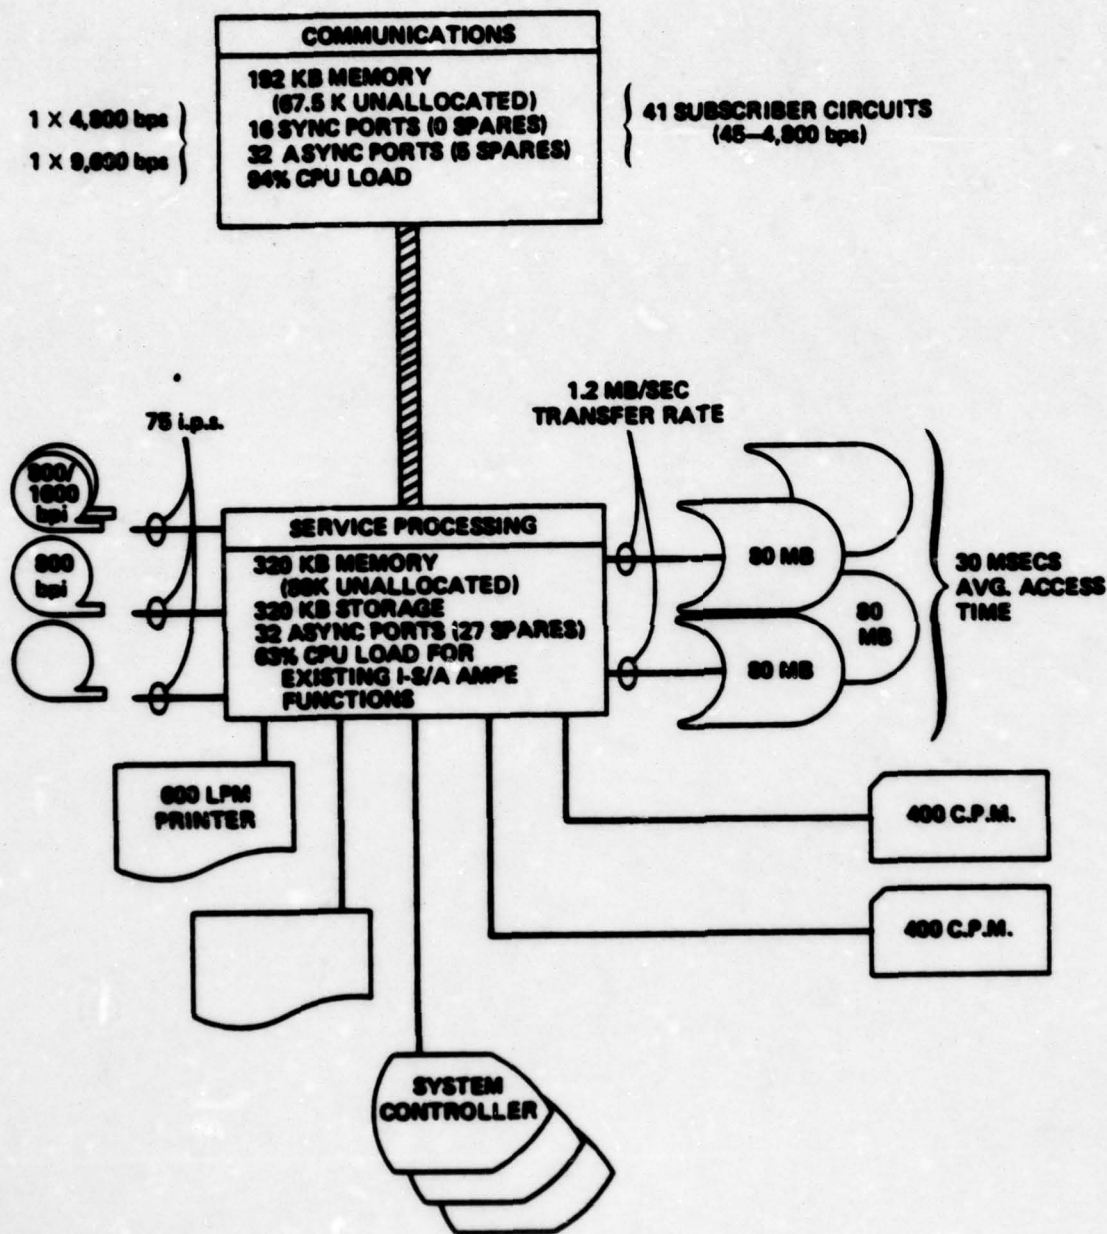 COMMUNICATIONS
192 KB MEMORY
(67.5 K UNALLOCATED)
16 SYNC PORTS (0 SPARES)
32 ASYNC PORTS (5 SPARES)
94% CPU LOAD
1 X 4,800 bps
1 X 9,600 bps
41 SUBSCRIBER CIRCUITS
(45–4,800 bps)
75 i.p.s.
1.2 MB/SEC
TRANSFER RATE
800/
1600
bpi
800
bpi
SERVICE PROCESSING
320 KB MEMORY
(UNALLOCATED)
320 KB STORAGE
32 ASYNC PORTS (27 SPARES)
63% CPU LOAD FOR
EXISTING I-S/A AMPE
FUNCTIONS
80 MB
80
MB
80 MB
30 MSECS
AVG. ACCESS
TIME
600 LPM
PRINTER
400 C.P.M.
400 C.P.M.
SYSTEM
CONTROLLER